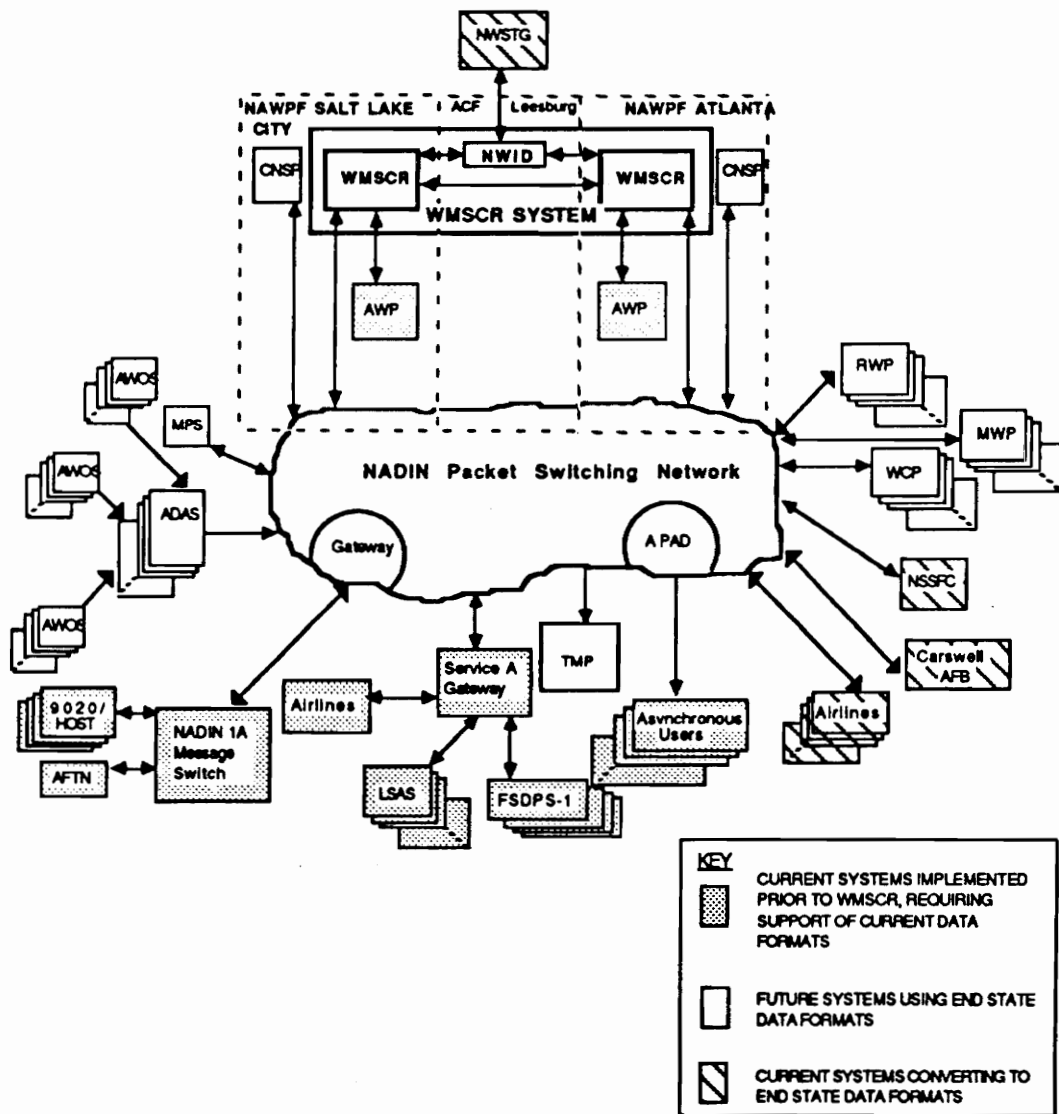 NWSTG
NAWPF SALT LAKE CITY
ACF Leesburg
NAWPF ATLANTA
CNSP
WMSCR
NWID
WMSCR
CNSP
WMSCR SYSTEM
AWP
AWP
AWOS
MPS
RWP
MWP
WCP
AWOS
ADAS
NADIN Packet Switching Network
Gateway
A PAD
NSSFC
AWOS
TMP
Carswell
AFB
Service A
Gateway
Airlines
Airlines
Asynchronous
Users
9020/
HOST
NADIN 1A
Message
Switch
AFTN
LSAS
FSDPS-1
KEY
CURRENT SYSTEMS IMPLEMENTED
PRIOR TO WMSCR, REQUIRING
SUPPORT OF CURRENT DATA
FORMATS
FUTURE SYSTEMS USING END STATE
DATA FORMATS
CURRENT SYSTEMS CONVERTING TO
END STATE DATA FORMATS